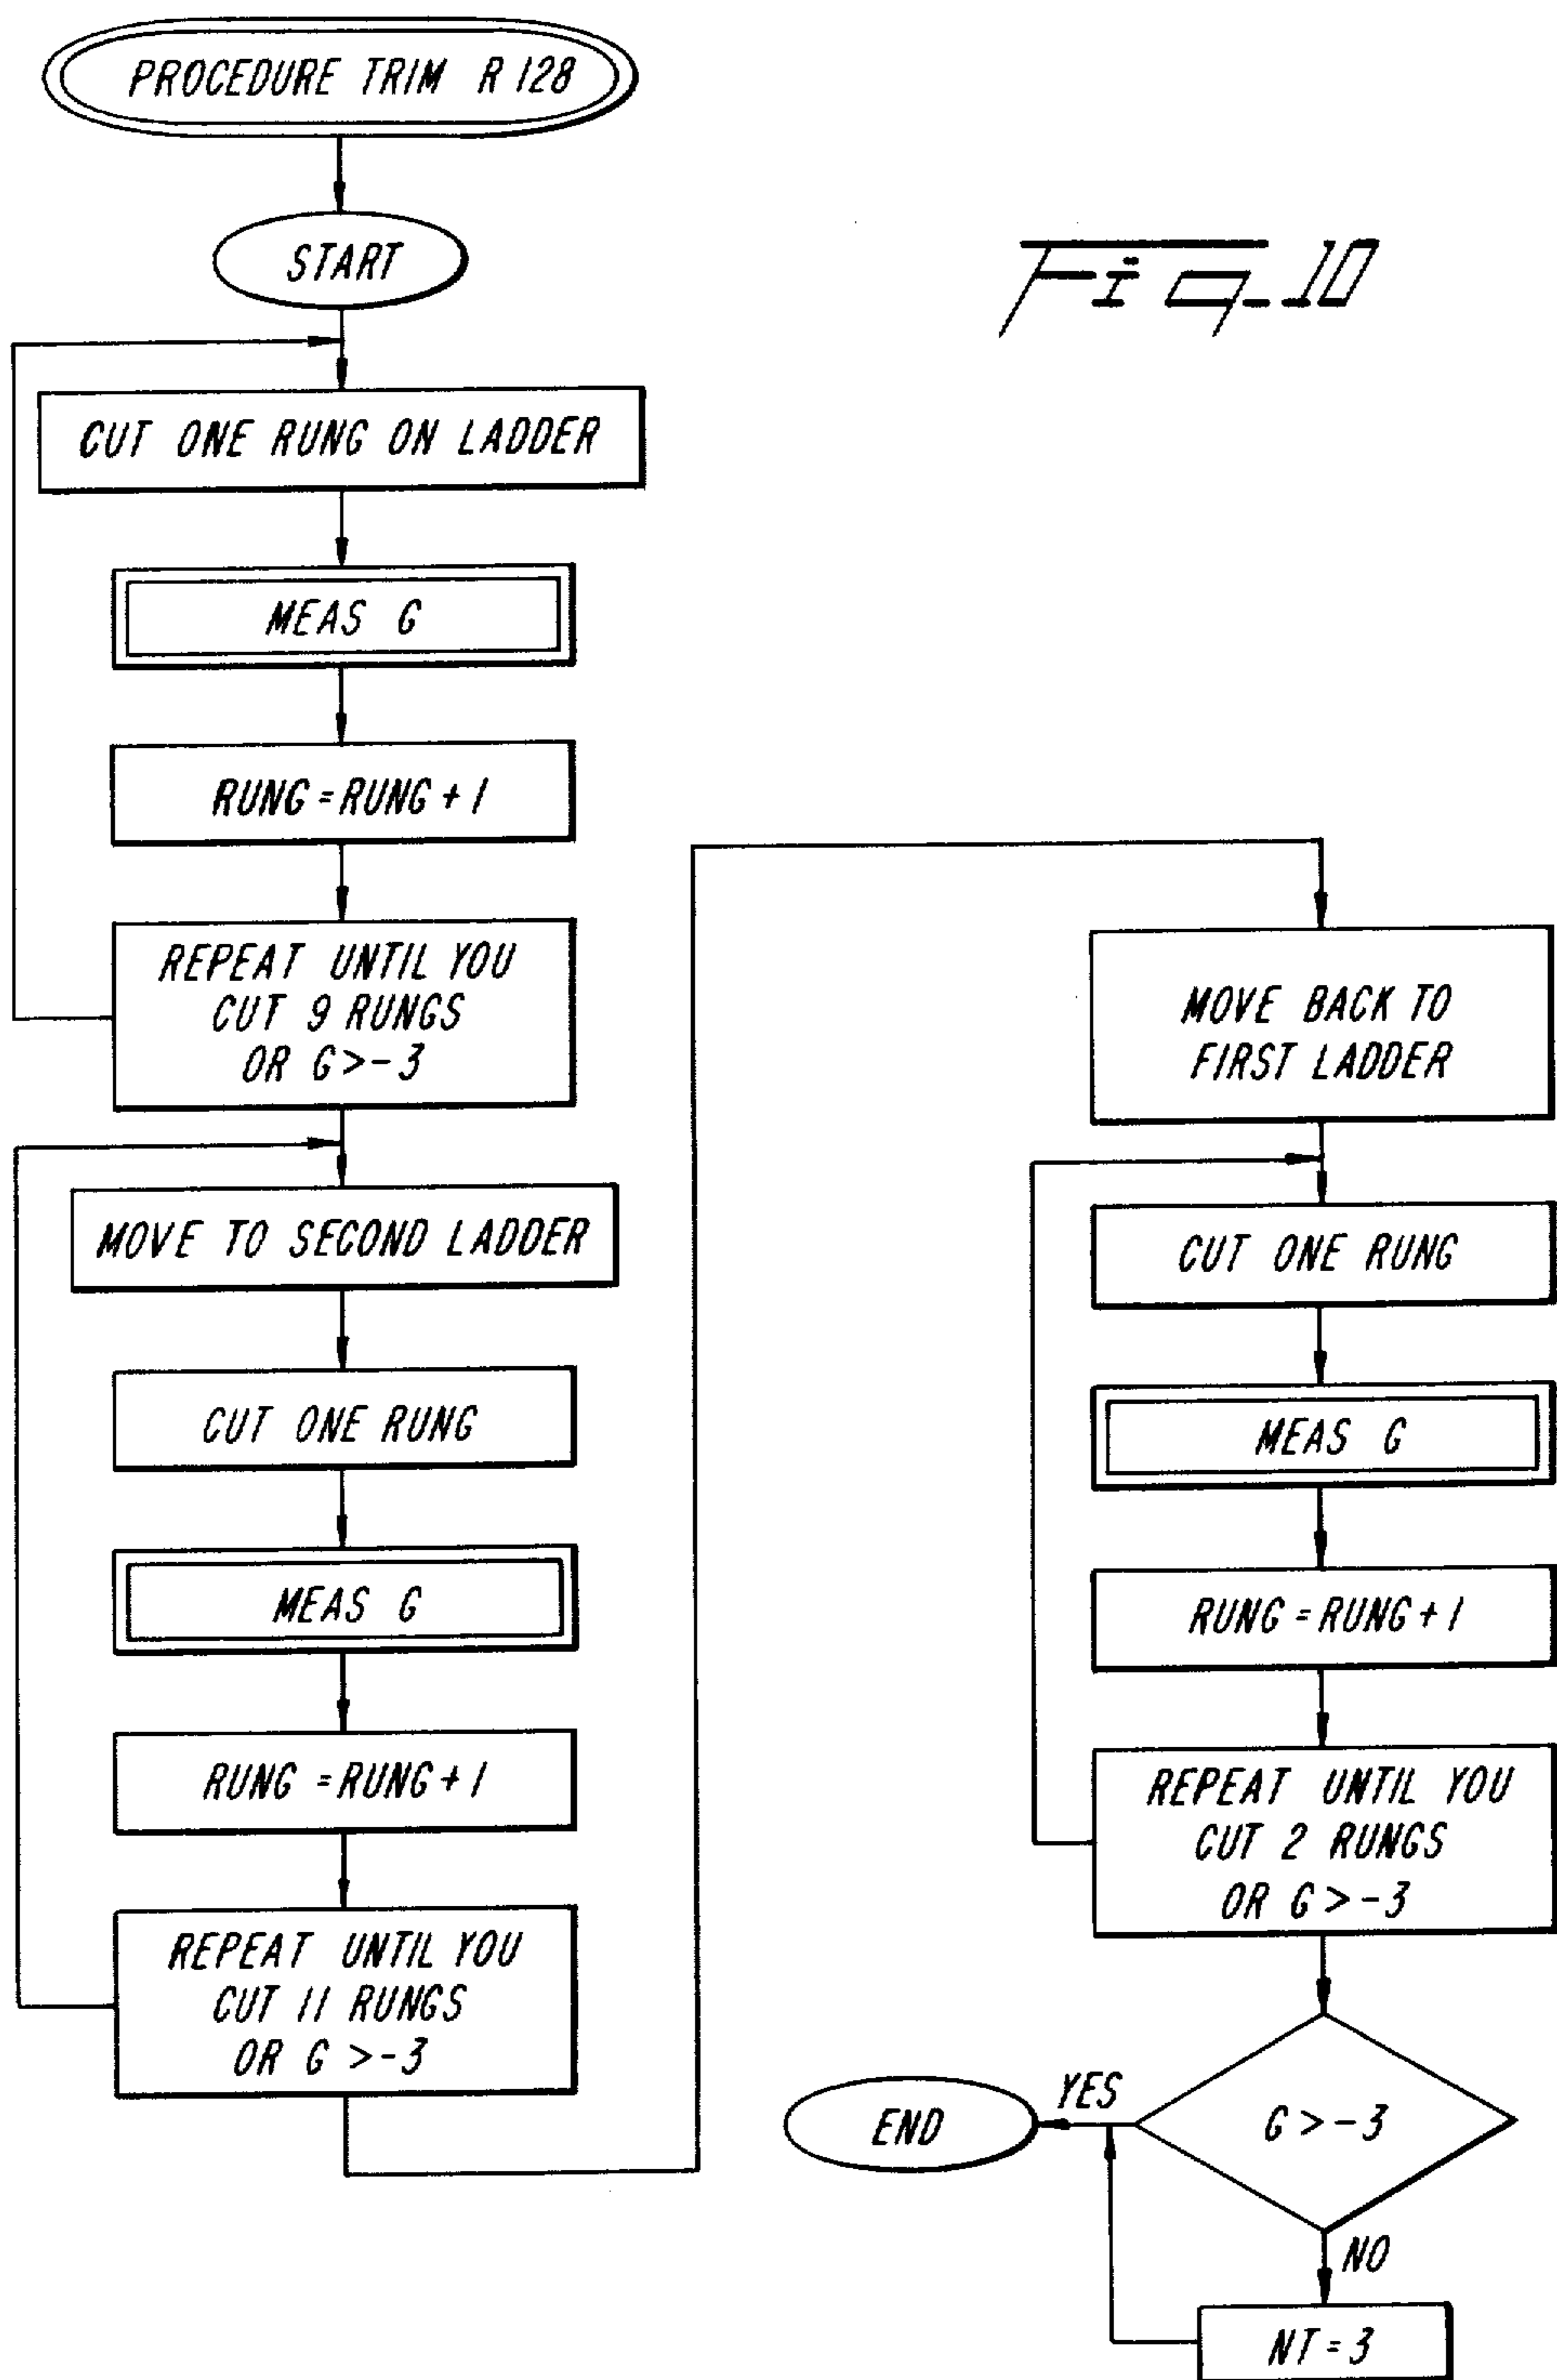 PROCEDURE TRIM R 128
START
Fig_10
CUT ONE RUNG ON LADDER
MEAS G
RUNG = RUNG + 1
REPEAT UNTIL YOU
CUT 9 RUNGS
OR G > -3
MOVE TO SECOND LADDER
CUT ONE RUNG
MEAS G
RUNG = RUNG + 1
REPEAT UNTIL YOU
CUT 11 RUNGS
OR G > -3
MOVE BACK TO
FIRST LADDER
CUT ONE RUNG
MEAS G
RUNG = RUNG + 1
REPEAT UNTIL YOU
CUT 2 RUNGS
OR G > -3
G > -3
YES
END
NO
NT = 3